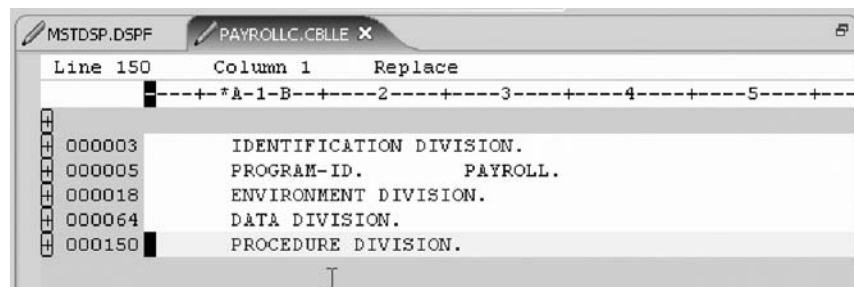 MSTDSP.DSPF PAYROLLC.CBLLE
Line 150 Column 1 Replace
----+-*A-1-B--+----2----+----3----+----4----+----5----+---
000003 IDENTIFICATION DIVISION.
000005 PROGRAM-ID. PAYROLL.
000018 ENVIRONMENT DIVISION.
000064 DATA DIVISION.
000150 PROCEDURE DIVISION.